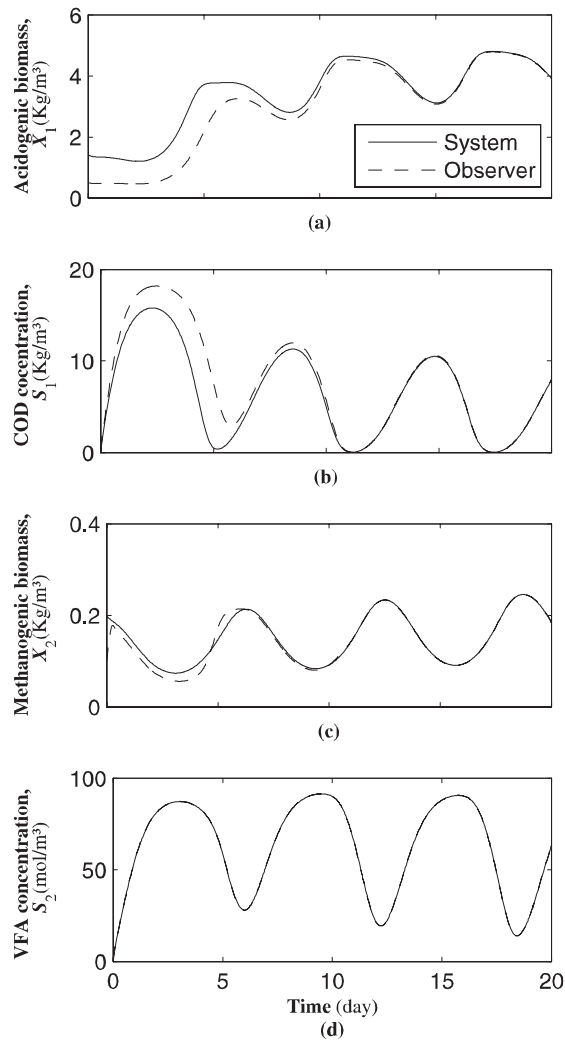 Acidogenic biomass,
X̂₁(Kg/m³)
6
4
2
0
System
Observer
(a)
COD cocentration,
S₁(Kg/m³)
20
10
0
(b)
Methanogenic biomass,
X₂(Kg/m³)
0.4
0.2
0
(c)
VFA concentration,
S₂(mol/m³)
100
50
0
0 5 10 15 20
Time (day)
(d)